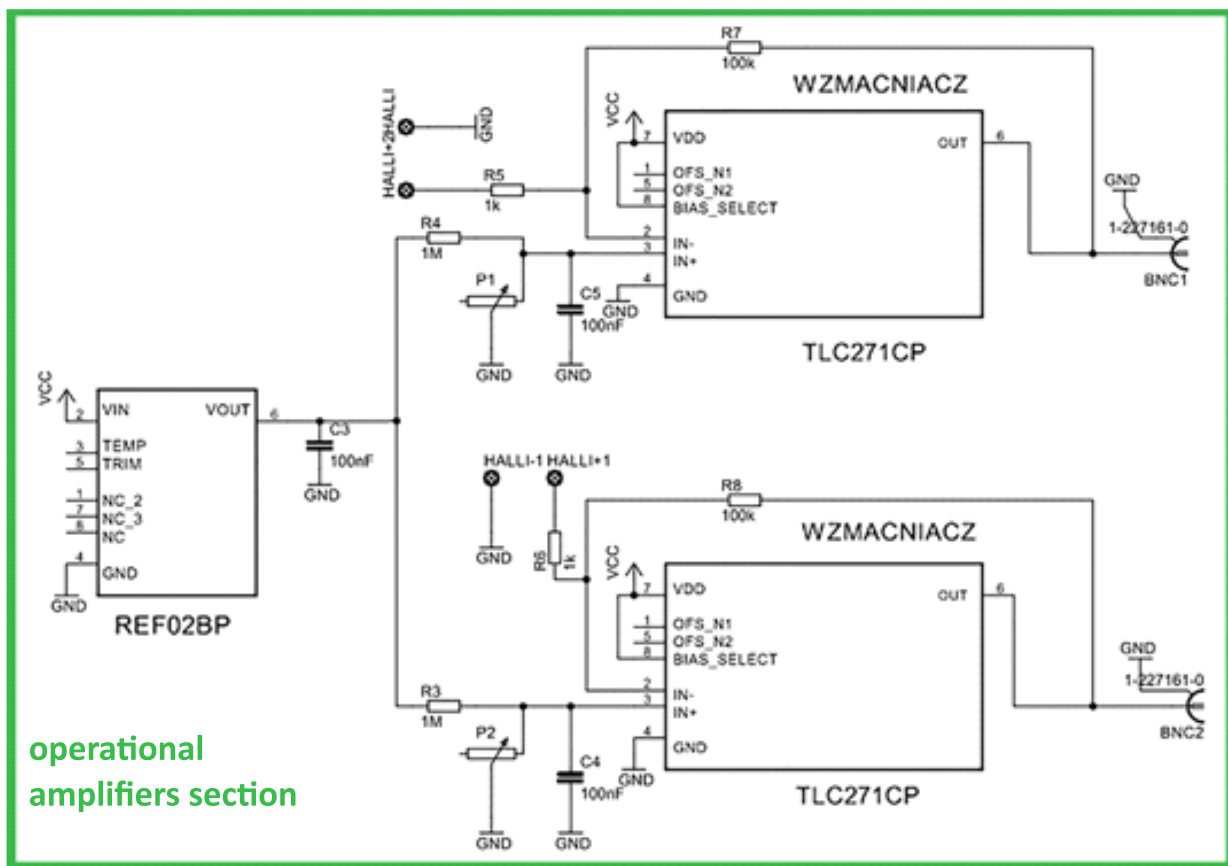 R7
100k
WZMACNIACZ
HALLI+2HALLI
GND
VCC
7 VDD
OUT 6
1 OFS_N1
5 OFS_N2
8 BIAS_SELECT
R5
1k
R4
1M
2 IN-
3 IN+
4 GND
GND
P1
C5
100nF
GND
GND
TLC271CP
GND
1-227161-0
BNC1
VCC
2 VIN
VOUT 6
3 TEMP
5 TRIM
1 NC_2
7 NC_3
8 NC
4 GND
GND
REF02BP
C3
100nF
GND
HALLI-1 HALLI+1
GND
R6
1k
R8
100k
WZMACNIACZ
VCC
7 VDD
OUT 6
1 OFS_N1
5 OFS_N2
8 BIAS_SELECT
R3
1M
2 IN-
3 IN+
4 GND
GND
P2
C4
100nF
GND
GND
TLC271CP
GND
1-227161-0
BNC2
operational
amplifiers section